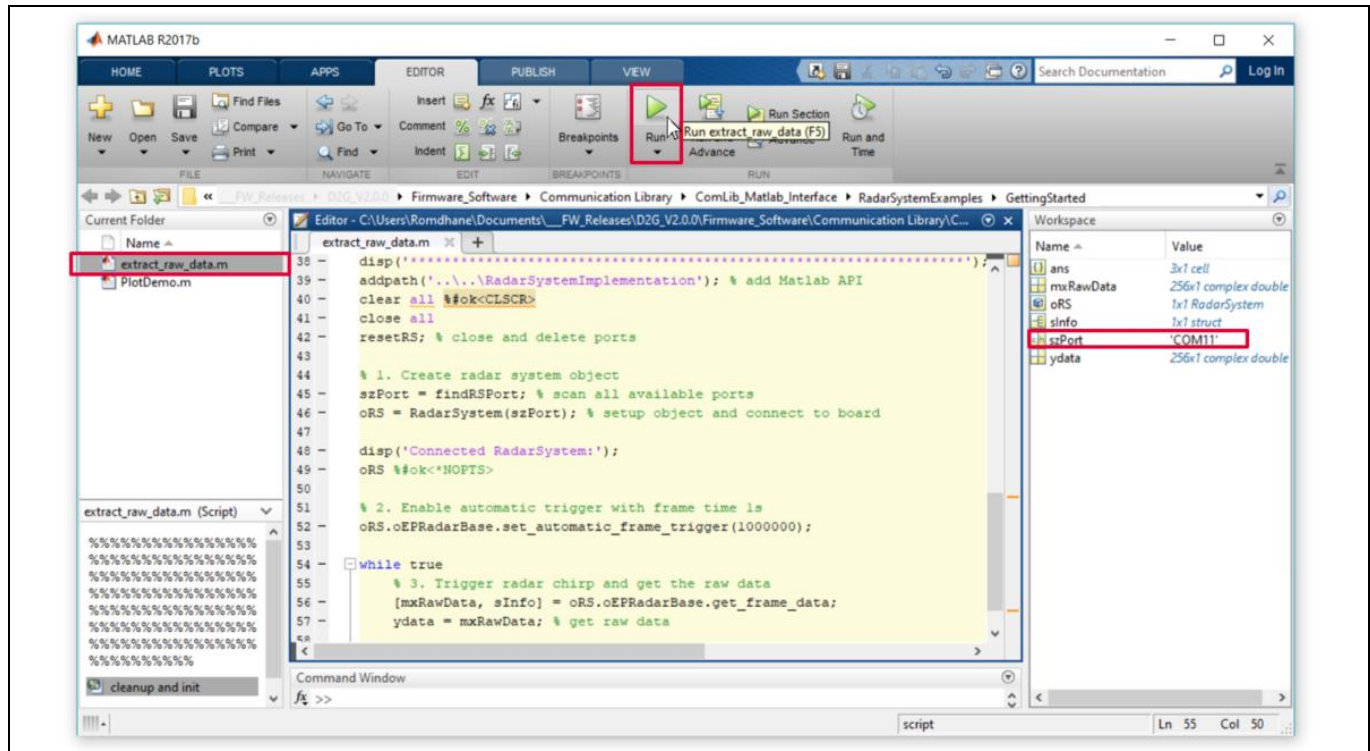 MATLAB R2017b
HOME PLOTS APPS EDITOR PUBLISH VIEW Search Documentation Log In
New Open Save Find Files Compare Print
Go To Find
Insert fx
Comment %
Indent
Breakpoints
Run
Advance
Run Section
Run and Time
Run extract_raw_data (F5)
FILE NAVIGATE EDIT BREAKPOINTS RUN
« __FW_Releases ▸ D2G_V2.0.0 ▸ Firmware_Software ▸ Communication Library ▸ ComLib_Matlab_Interface ▸ RadarSystemExamples ▸ GettingStarted
Current Folder
Name
extract_raw_data.m
PlotDemo.m
extract_raw_data.m (Script)
%%%%%%%%%%%%%%%%
%%%%%%%%%%%%%%%%
%%%%%%%%%%%%%%%%
%%%%%%%%%%%%%%%%
%%%%%%%%%%%%%%%%
%%%%%%%%%%%%%%%%
%%%%%%%%%%%%%%%%
%%%%%%%%%%
cleanup and init
Editor - C:\Users\Romdhane\Documents\__FW_Releases\D2G_V2.0.0\Firmware_Software\Communication Library\C...
extract_raw_data.m
38 - disp('******************************************************************');
39 - addpath('..\..\RadarSystemImplementation'); % add Matlab API
40 - clear all %#ok<CLSCR>
41 - close all
42 - resetRS; % close and delete ports
43
44 % 1. Create radar system object
45 - szPort = findRSPort; % scan all available ports
46 - oRS = RadarSystem(szPort); % setup object and connect to board
47
48 - disp('Connected RadarSystem:');
49 - oRS %#ok<*NOPTS>
50
51 % 2. Enable automatic trigger with frame time 1s
52 - oRS.oEPRadarBase.set_automatic_frame_trigger(1000000);
53
54 - while true
55 % 3. Trigger radar chirp and get the raw data
56 - [mxRawData, sInfo] = oRS.oEPRadarBase.get_frame_data;
57 - ydata = mxRawData; % get raw data
58
Command Window
fx >>
Workspace
Name Value
ans 3x1 cell
mxRawData 256x1 complex double
oRS 1x1 RadarSystem
sInfo 1x1 struct
szPort 'COM11'
ydata 256x1 complex double
script Ln 55 Col 50